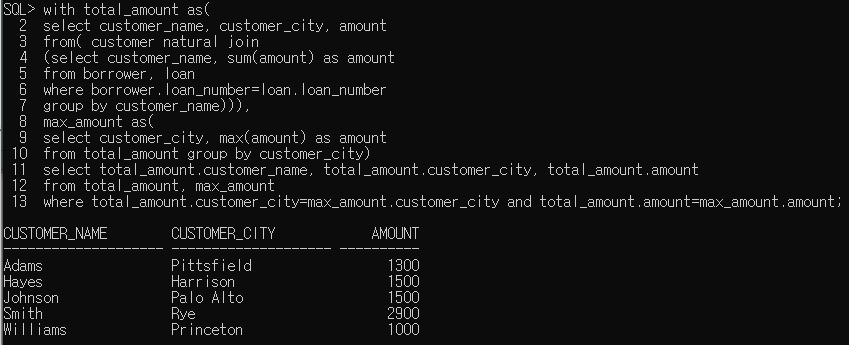 SQL> with total_amount as(
2 select customer_name, customer_city, amount
3 from( customer natural join
4 (select customer_name, sum(amount) as amount
5 from borrower, loan
6 where borrower.loan_number=loan.loan_number
7 group by customer_name))),
8 max_amount as(
9 select customer_city, max(amount) as amount
10 from total_amount group by customer_city)
11 select total_amount.customer_name, total_amount.customer_city, total_amount.amount
12 from total_amount, max_amount
13 where total_amount.customer_city=max_amount.customer_city and total_amount.amount=max_amount.amount;
CUSTOMER_NAME CUSTOMER_CITY AMOUNT
-------------------- -------------------- ----------
Adams Pittsfield 1300
Hayes Harrison 1500
Johnson Palo Alto 1500
Smith Rye 2900
Williams Princeton 1000